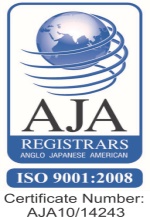 AJA
REGISTRARS
ANGLO JAPANESE AMERICAN
ISO 9001:2008
Certificate Number:
AJA10/14243